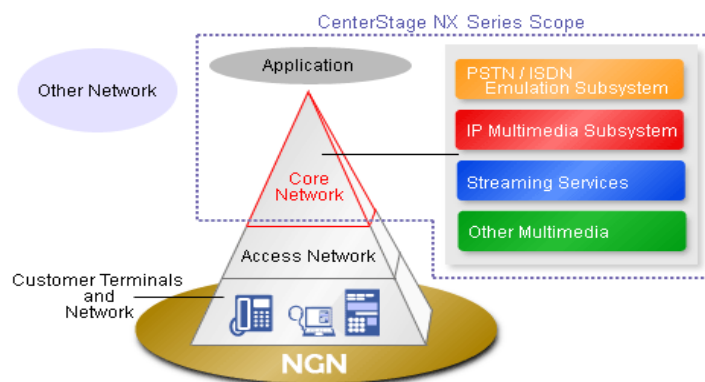 CenterStage NX Series Scope
Application
Other Network
PSTN / ISDN
Emulation Subsystem
IP Multimedia Subsystem
Core
Network
Streaming Services
Other Multimedia
Access Network
Customer Terminals
and
Network
NGN